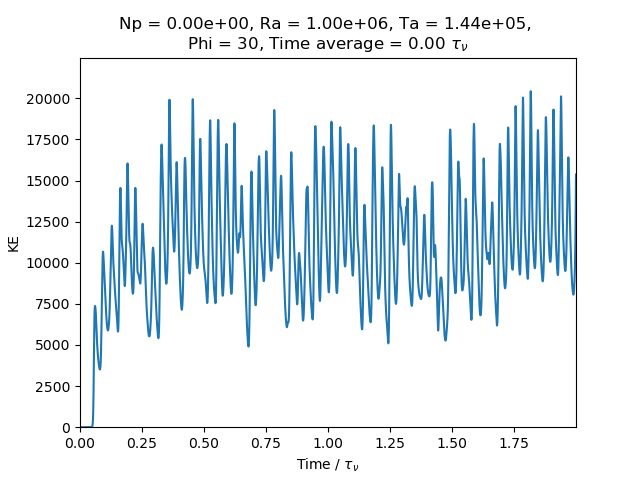 Np = 0.00e+00, Ra = 1.00e+06, Ta = 1.44e+05,
Phi = 30, Time average = 0.00 τν
KE
20000
17500
15000
12500
10000
7500
5000
2500
0
0.00 0.25 0.50 0.75 1.00 1.25 1.50 1.75
Time / τν